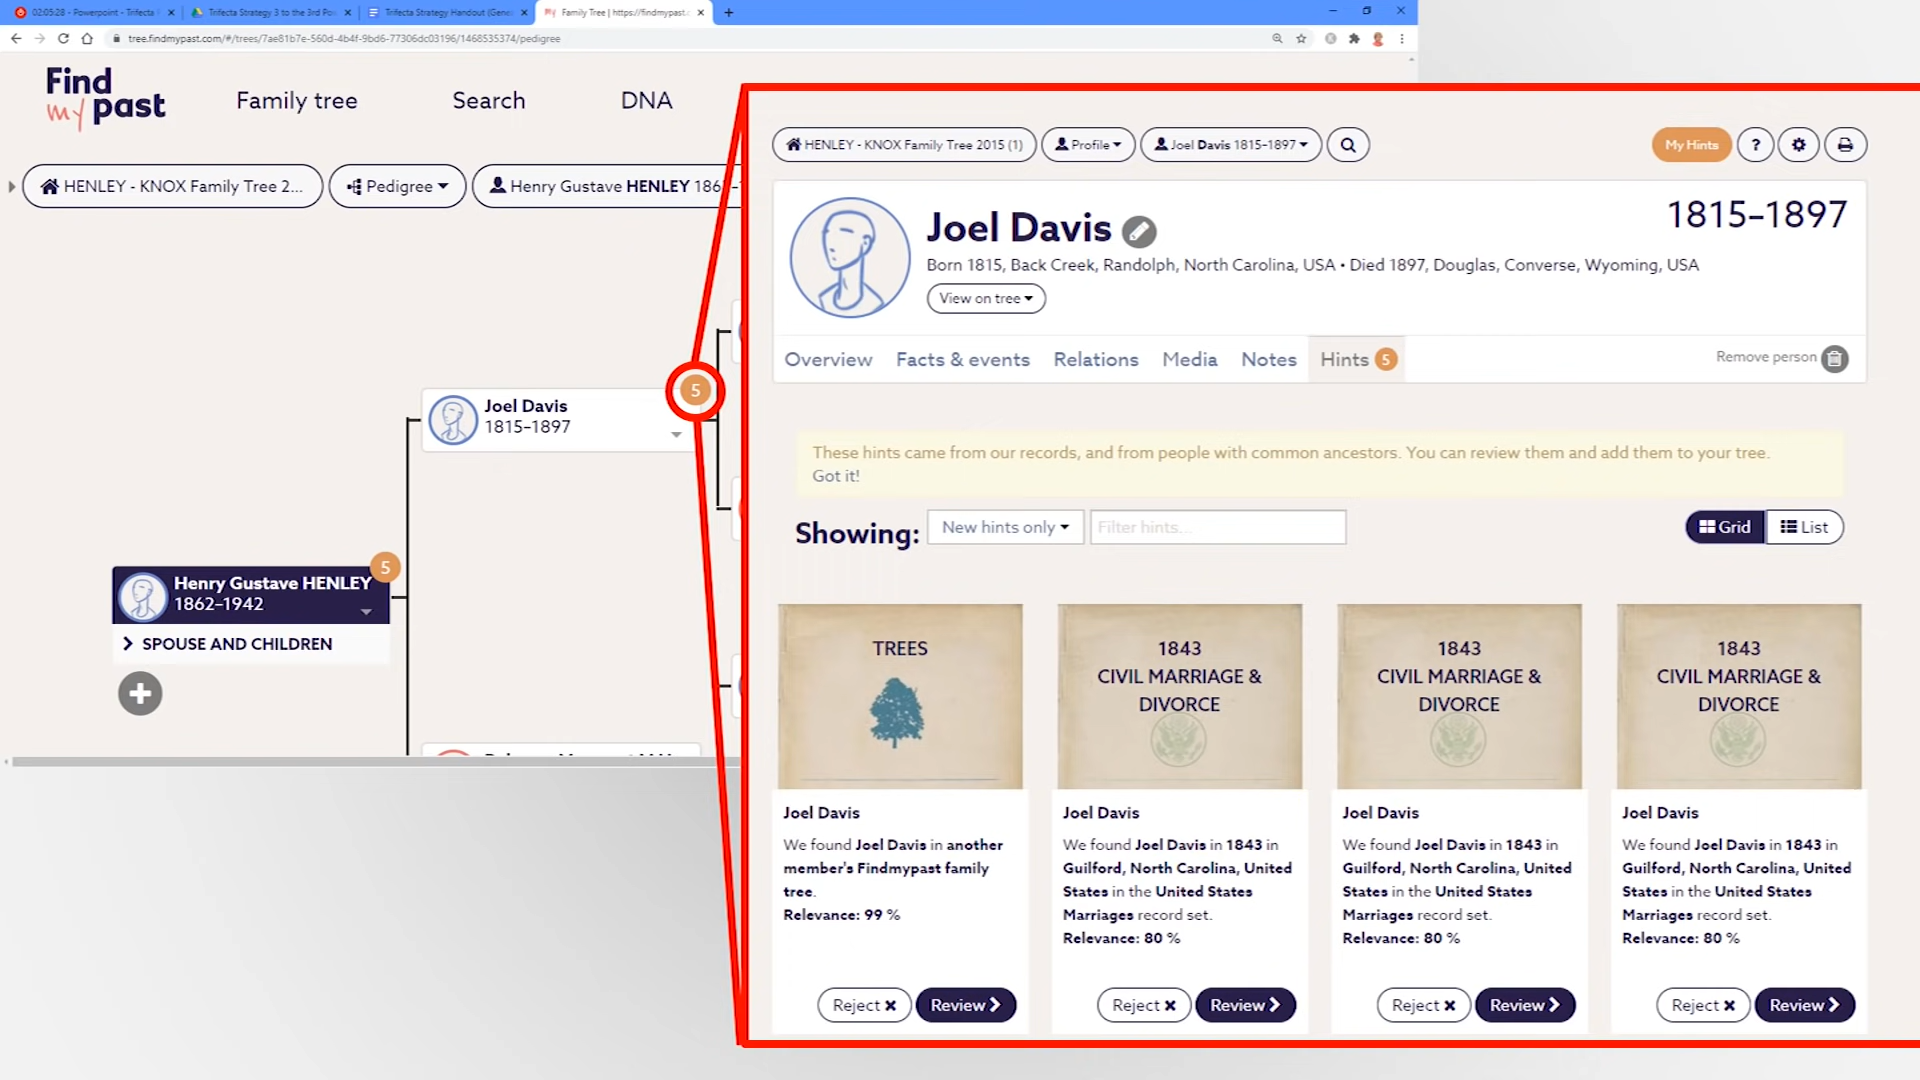 02:05:28 - Powerpoint - Trifecta
Trifecta Strategy 3 to the 3rd Po
Trifecta Strategy Handout (Gene
Family Tree | https://findmypast.
tree.findmypast.com/#/trees/7ae81b7e-560d-4b4f-9bd6-77306dc03196/1468535374/pedigree
Find
my past
Family tree
Search
DNA
HENLEY - KNOX Family Tree 2...
Pedigree
Henry Gustave HENLEY 186
Joel Davis
1815-1897
5
Henry Gustave HENLEY
1862-1942
5
SPOUSE AND CHILDREN
HENLEY - KNOX Family Tree 2015 (1)
Profile
Joel Davis 1815-1897
My Hints
?
Joel Davis
1815-1897
Born 1815, Back Creek, Randolph, North Carolina, USA • Died 1897, Douglas, Converse, Wyoming, USA
View on tree
Overview
Facts & events
Relations
Media
Notes
Hints 5
Remove person
These hints came from our records, and from people with common ancestors. You can review them and add them to your tree.
Got it!
Showing:
New hints only
Filter hints...
Grid
List
TREES
Joel Davis
We found Joel Davis in another
member's Findmypast family
tree.
Relevance: 99 %
Reject
Review
1843
CIVIL MARRIAGE &
DIVORCE
Joel Davis
We found Joel Davis in 1843 in
Guilford, North Carolina, United
States in the United States
Marriages record set.
Relevance: 80 %
Reject
Review
1843
CIVIL MARRIAGE &
DIVORCE
Joel Davis
We found Joel Davis in 1843 in
Guilford, North Carolina, United
States in the United States
Marriages record set.
Relevance: 80 %
Reject
Review
1843
CIVIL MARRIAGE &
DIVORCE
Joel Davis
We found Joel Davis in 1843 in
Guilford, North Carolina, United
States in the United States
Marriages record set.
Relevance: 80 %
Reject
Review